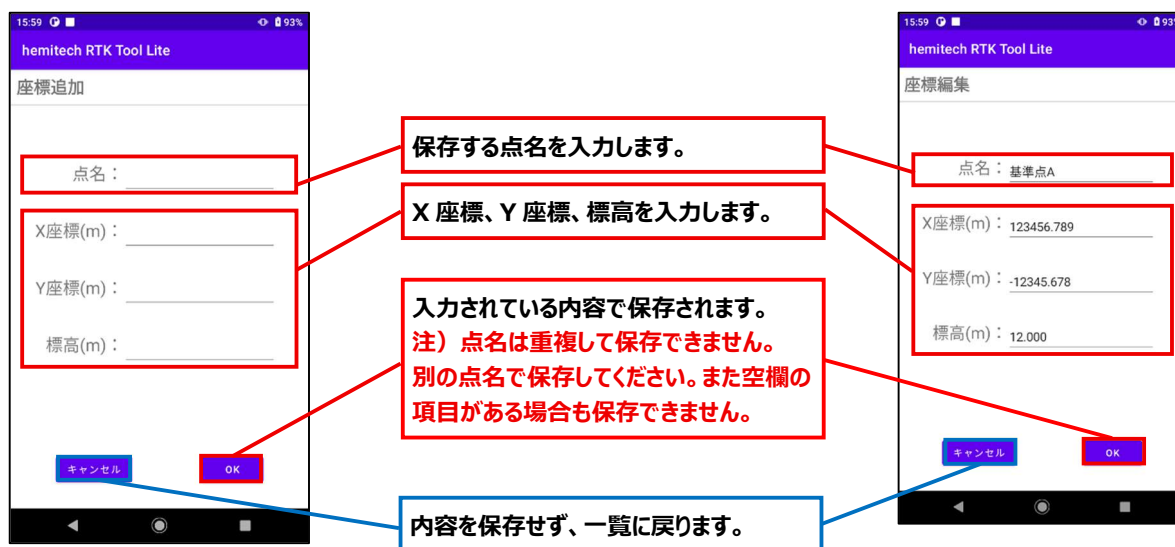 15:59 93%
hemitech RTK Tool Lite
座標追加
点名：
X座標(m)：
Y座標(m)：
標高(m)：
キャンセル OK
保存する点名を入力します。
X 座標、Y 座標、標高を入力します。
入力されている内容で保存されます。
注）点名は重複して保存できません。
別の点名で保存してください。また空欄の
項目がある場合も保存できません。
内容を保存せず、一覧に戻ります。
15:59 93%
hemitech RTK Tool Lite
座標編集
点名：基準点A
X座標(m)：123456.789
Y座標(m)：-12345.678
標高(m)：12.000
キャンセル OK